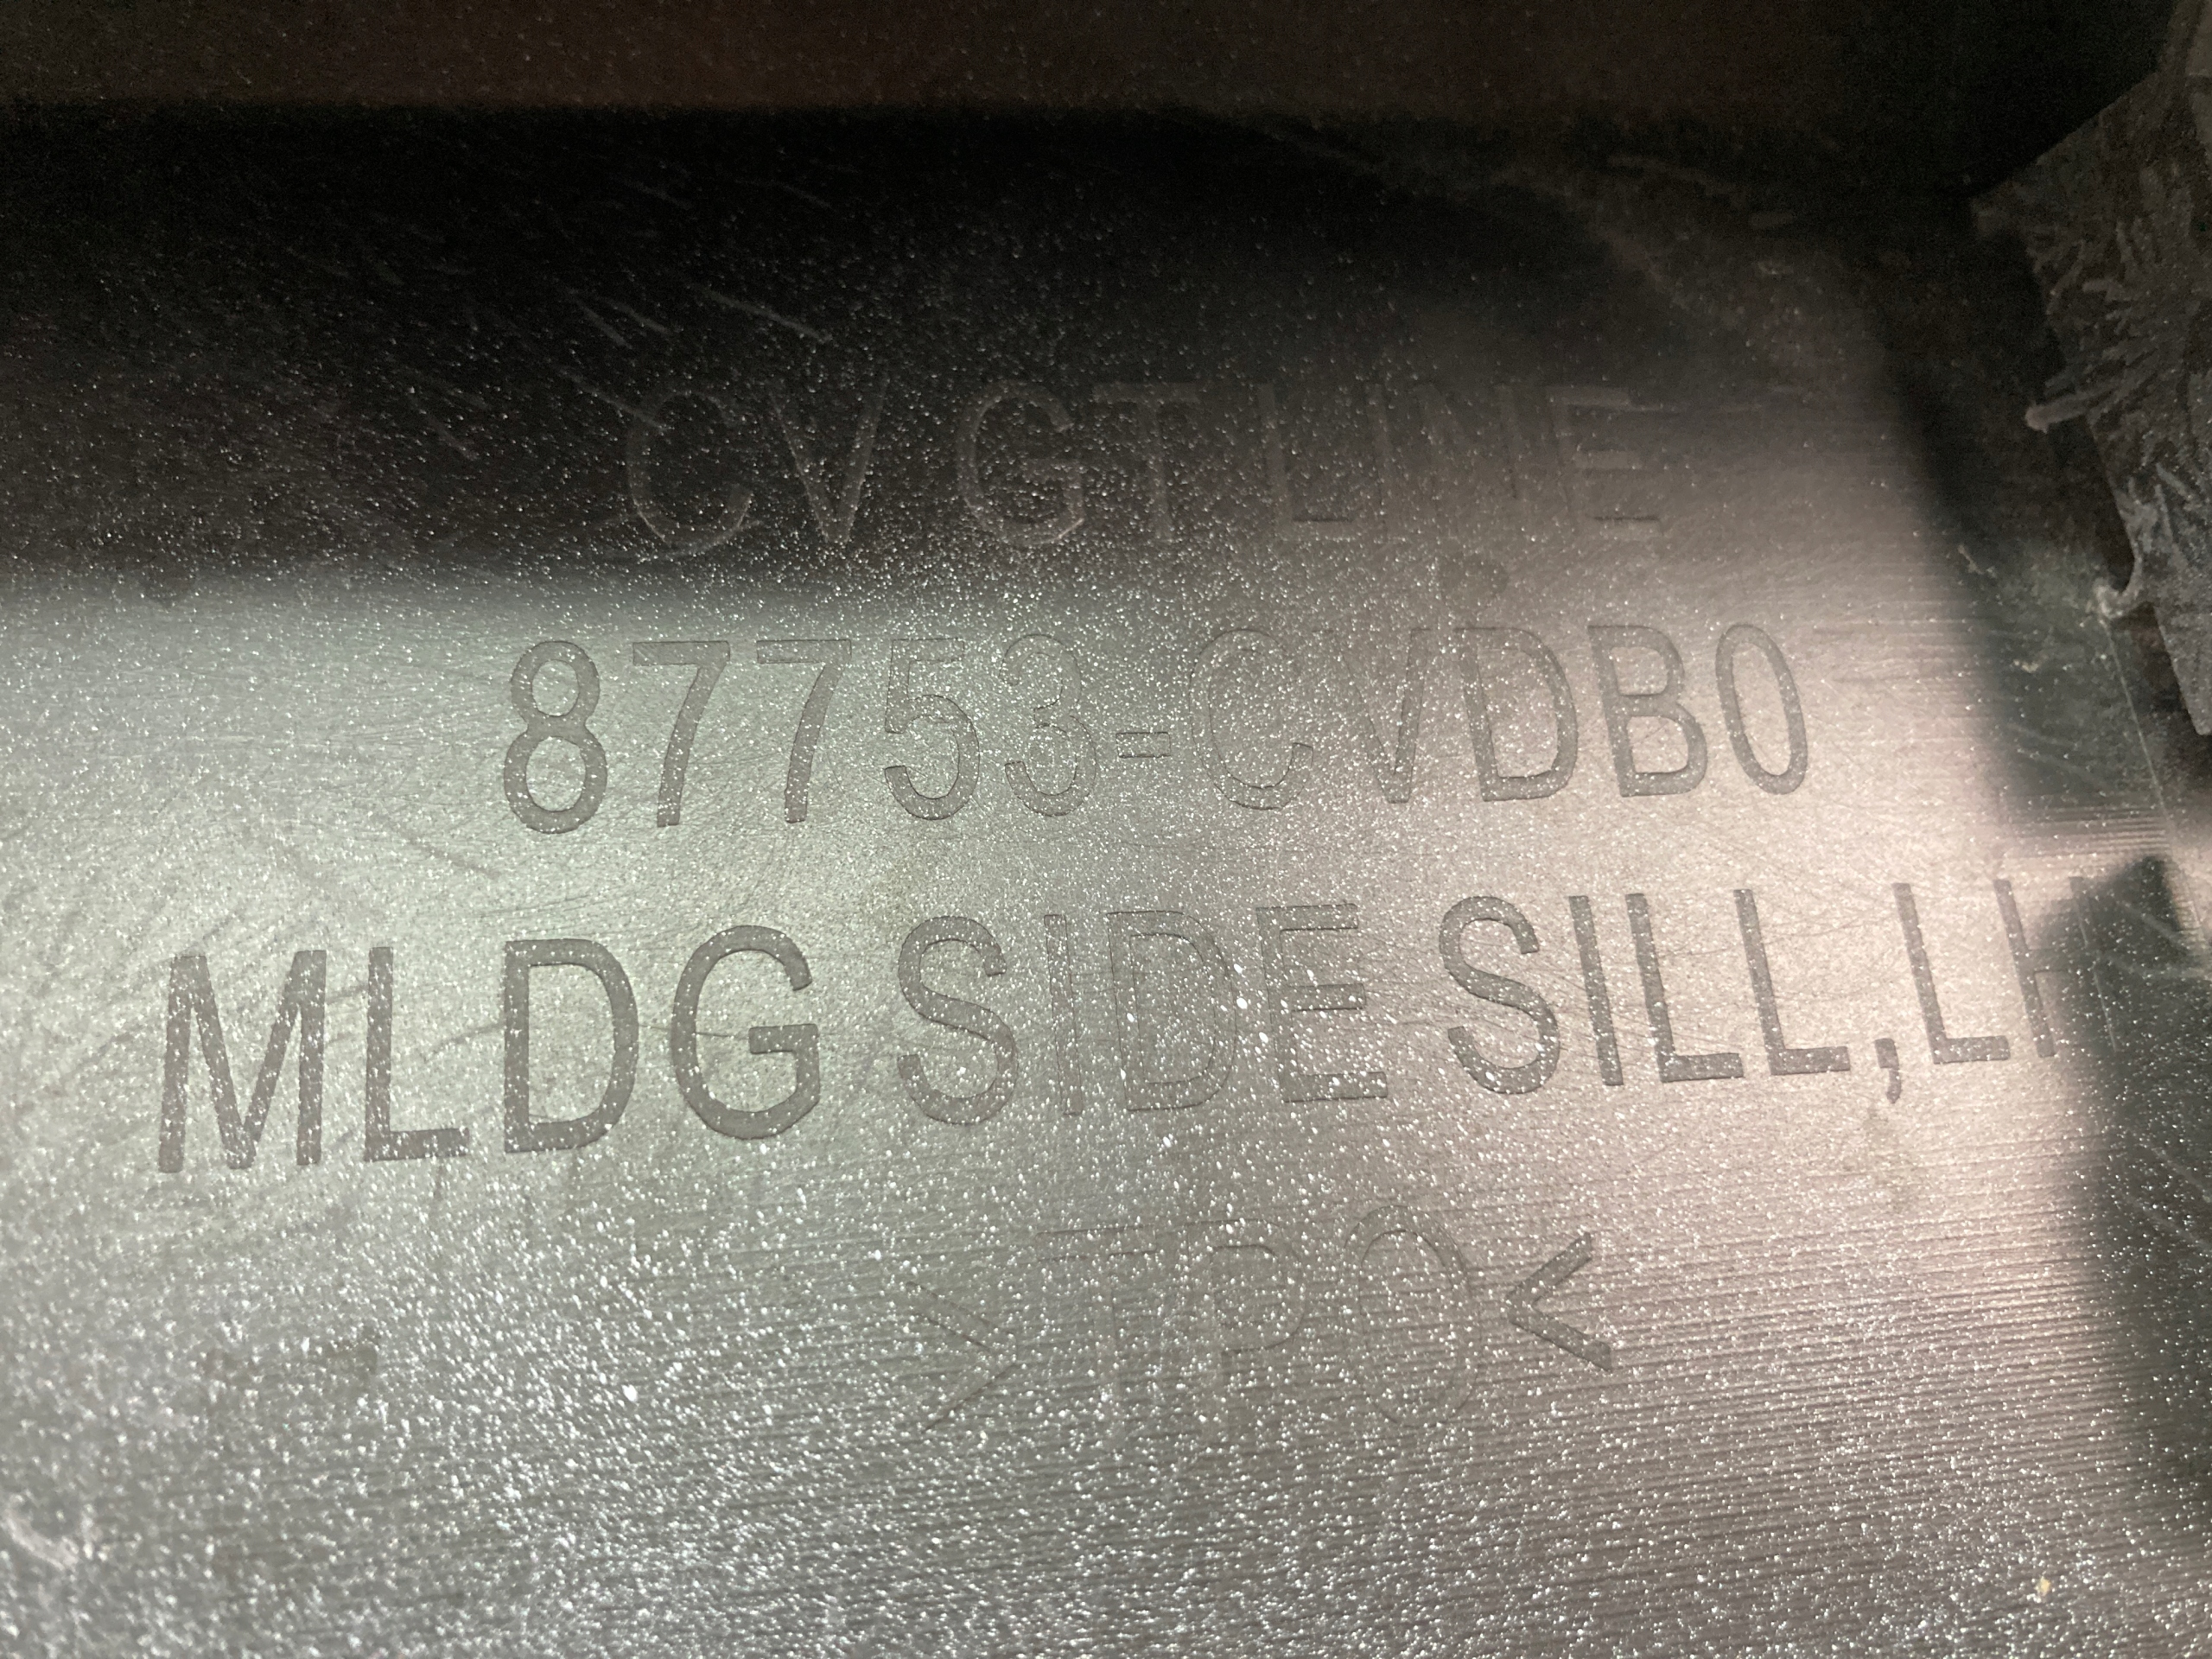 CV GT LINE
87753-CVDB0
MLDG SIDE SILL,LH
>TPO<